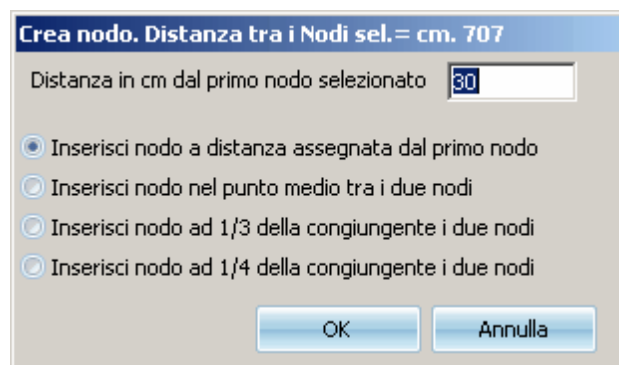 Crea nodo. Distanza tra i Nodi sel.= cm. 707
Distanza in cm dal primo nodo selezionato 30
Inserisci nodo a distanza assegnata dal primo nodo
Inserisci nodo nel punto medio tra i due nodi
Inserisci nodo ad 1/3 della congiungente i due nodi
Inserisci nodo ad 1/4 della congiungente i due nodi
OK Annulla